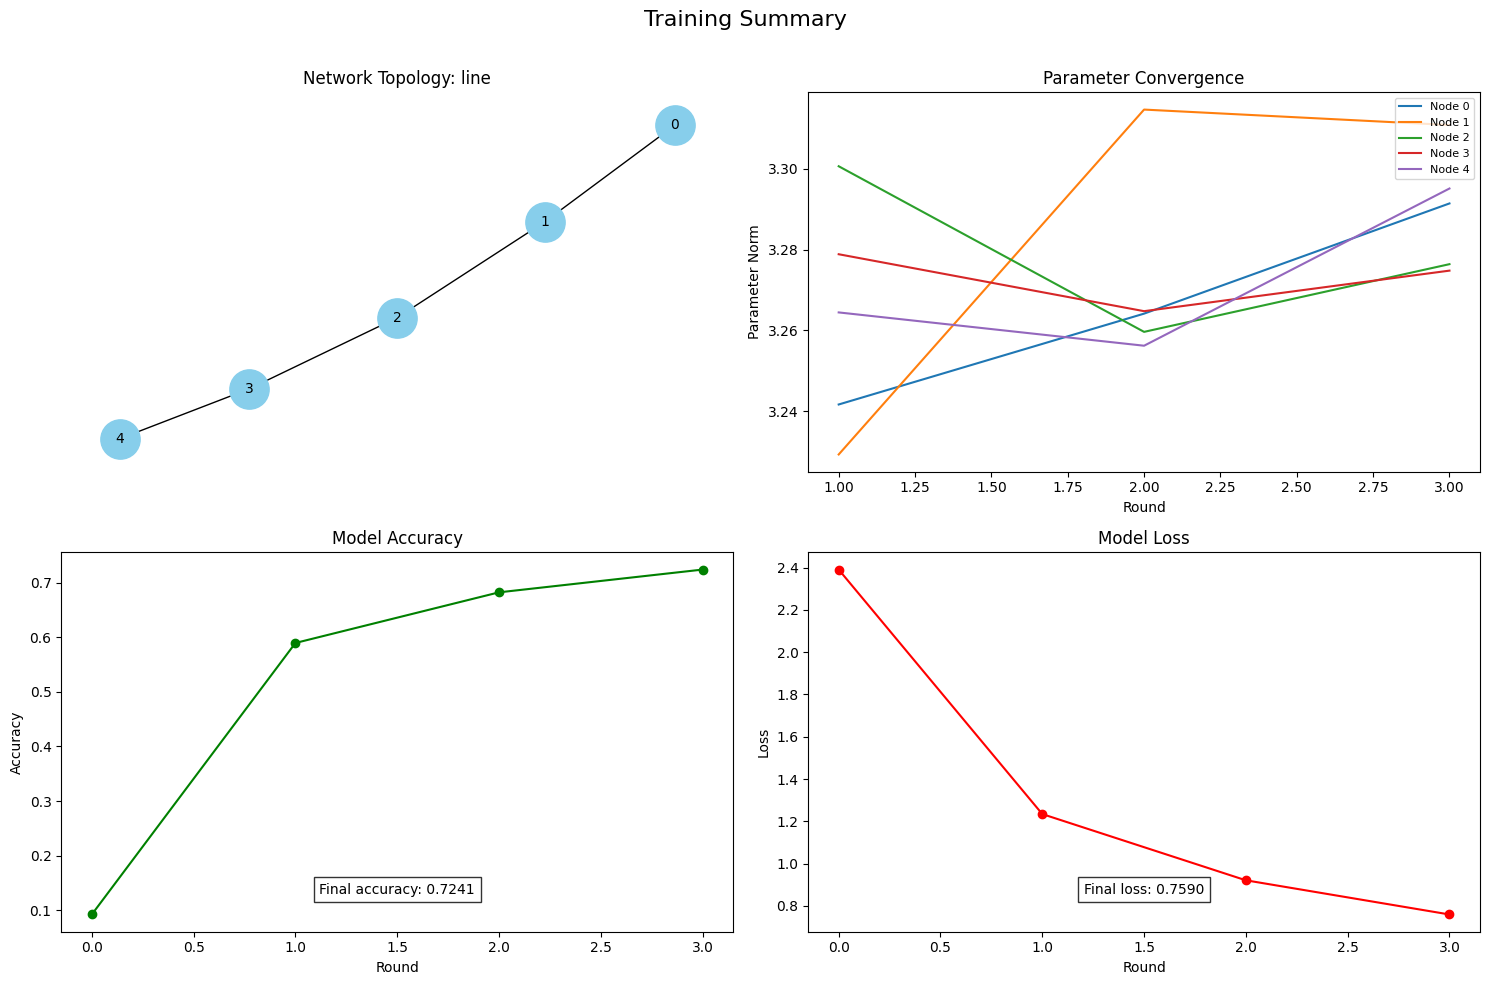 Training Summary
Network Topology: line
0
1
2
3
4
Parameter Convergence
Node 0
Node 1
Node 2
Node 3
Node 4
3.30
3.28
3.26
3.24
Parameter Norm
1.00 1.25 1.50 1.75 2.00 2.25 2.50 2.75 3.00
Round
Model Accuracy
0.7
0.6
0.5
0.4
0.3
0.2
0.1
Accuracy
Final accuracy: 0.7241
0.0 0.5 1.0 1.5 2.0 2.5 3.0
Round
Model Loss
2.4
2.2
2.0
1.8
1.6
1.4
1.2
1.0
0.8
Loss
Final loss: 0.7590
0.0 0.5 1.0 1.5 2.0 2.5 3.0
Round